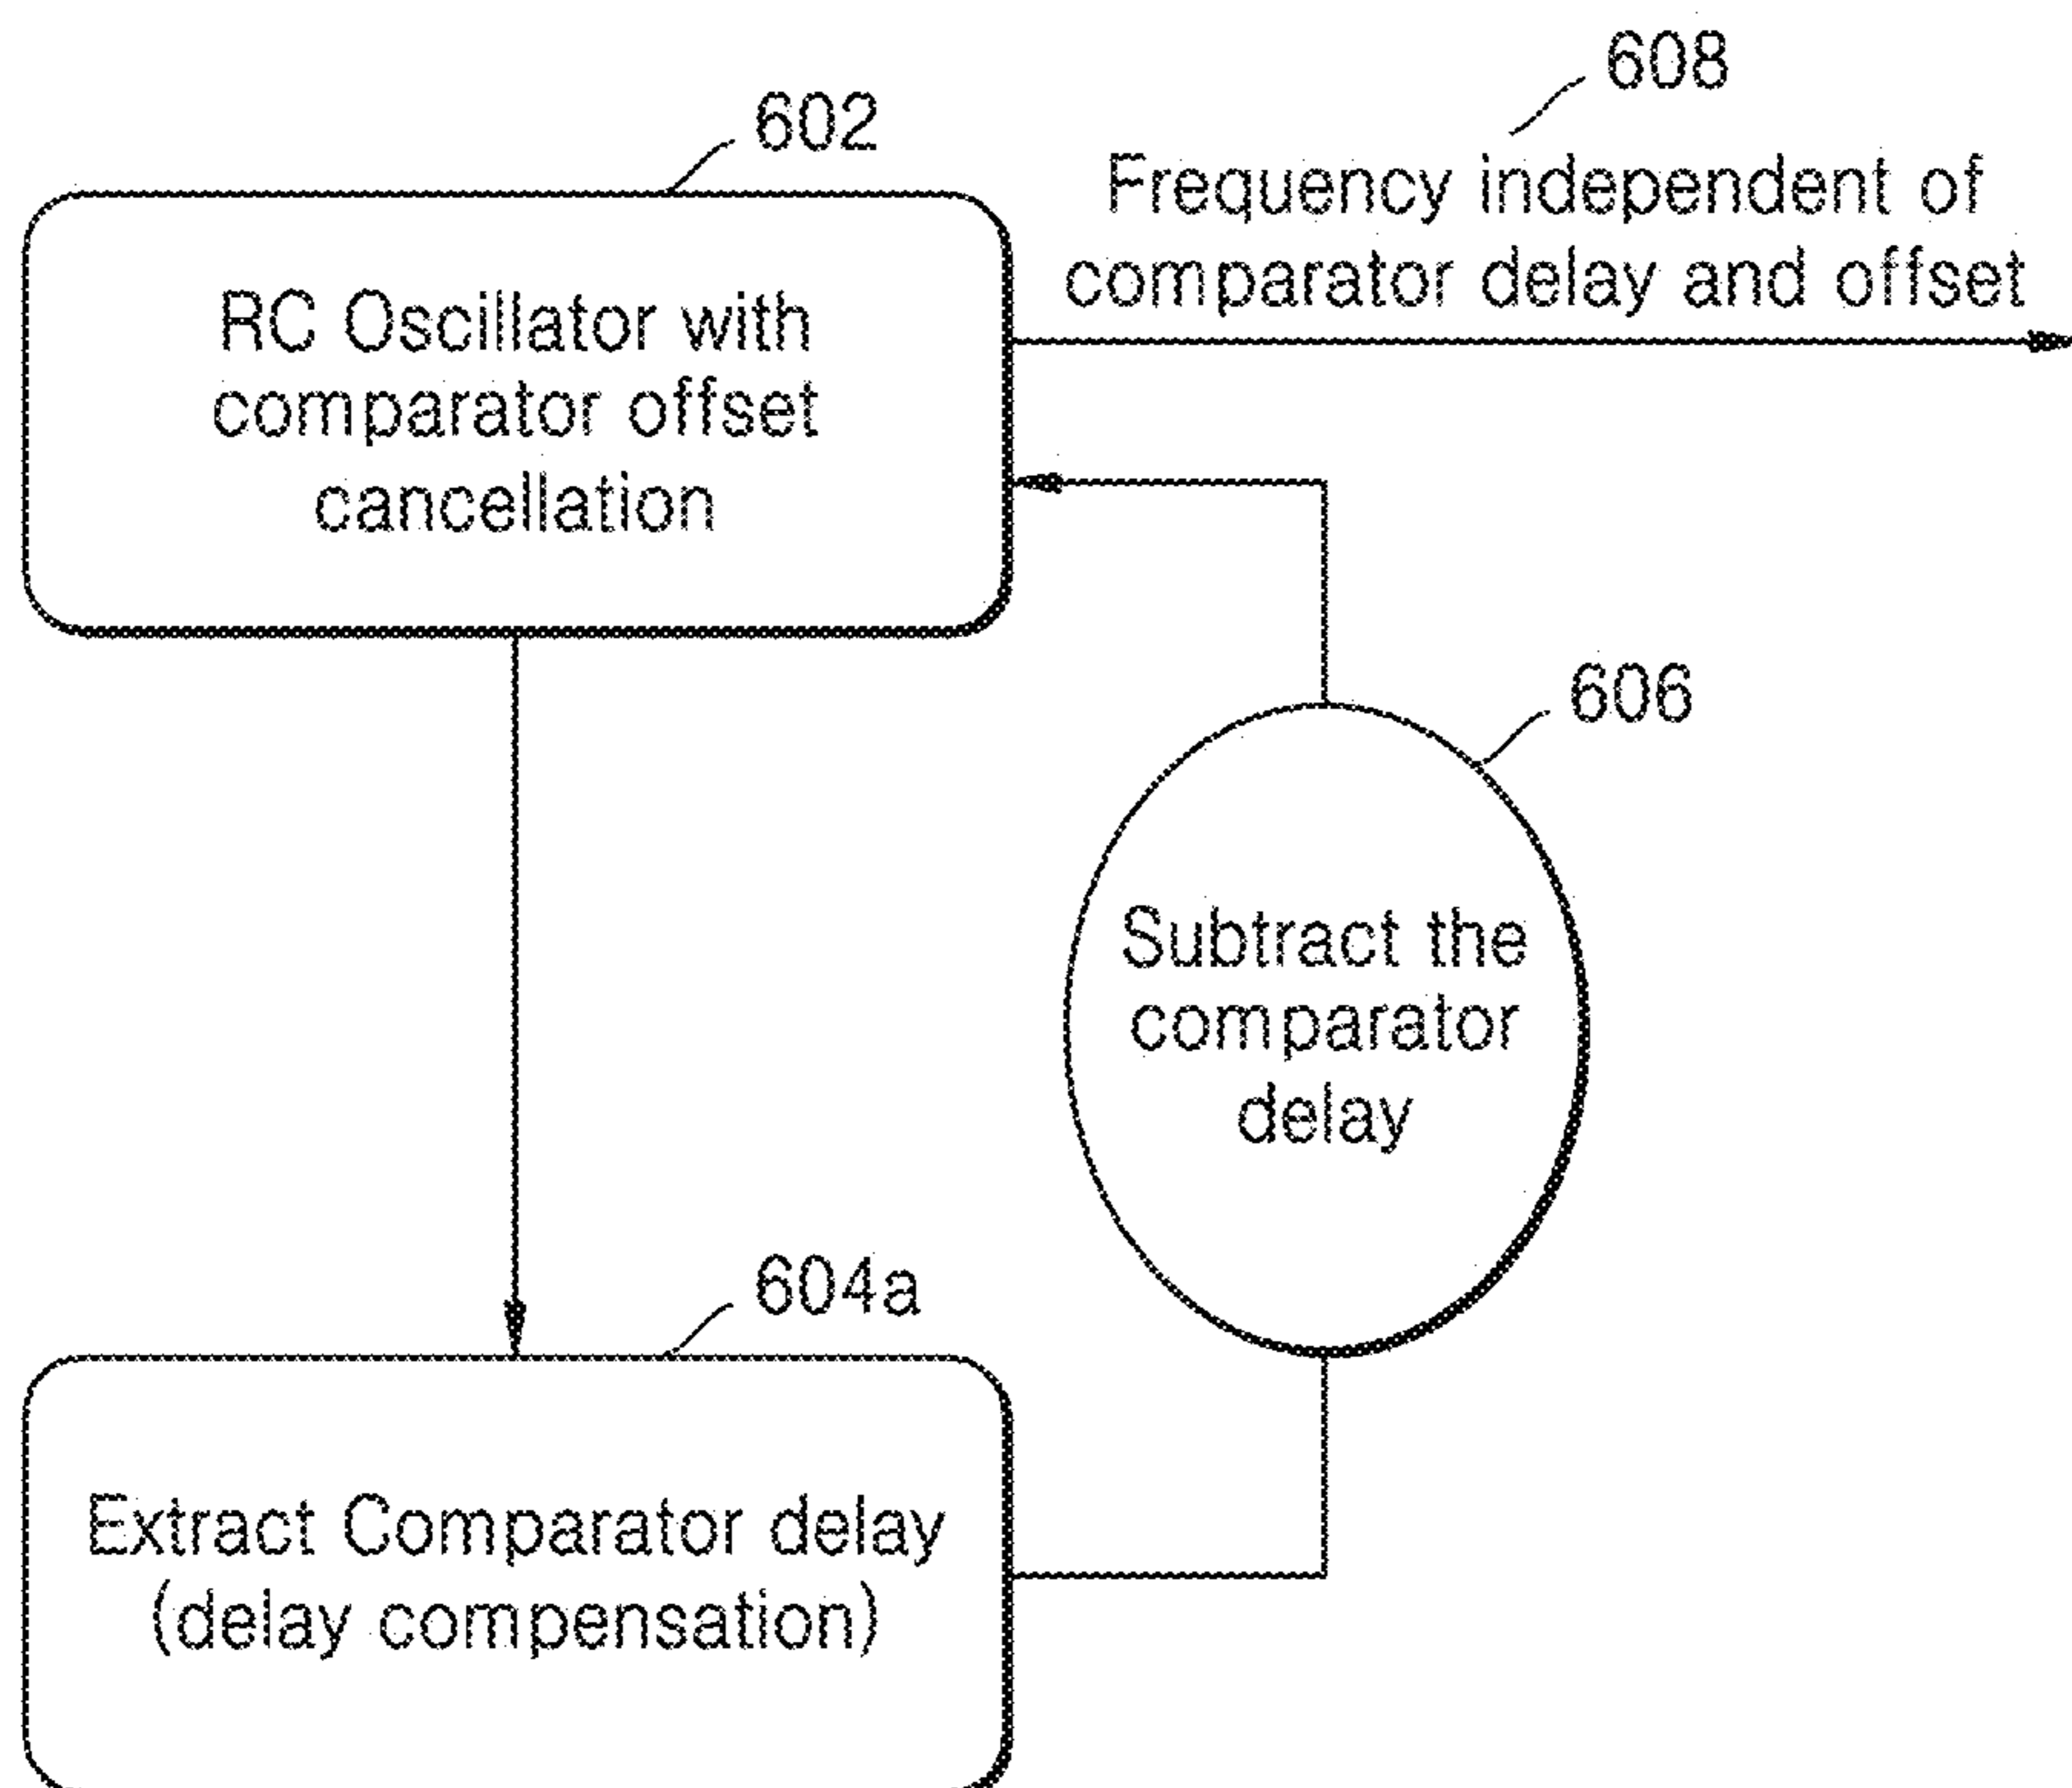 608
602
Frequency independent of
comparator delay and offset
RC Oscillator with
comparator offset
cancellation
606
Subtract the
comparator
delay
604a
Extract Comparator delay
(delay compensation)